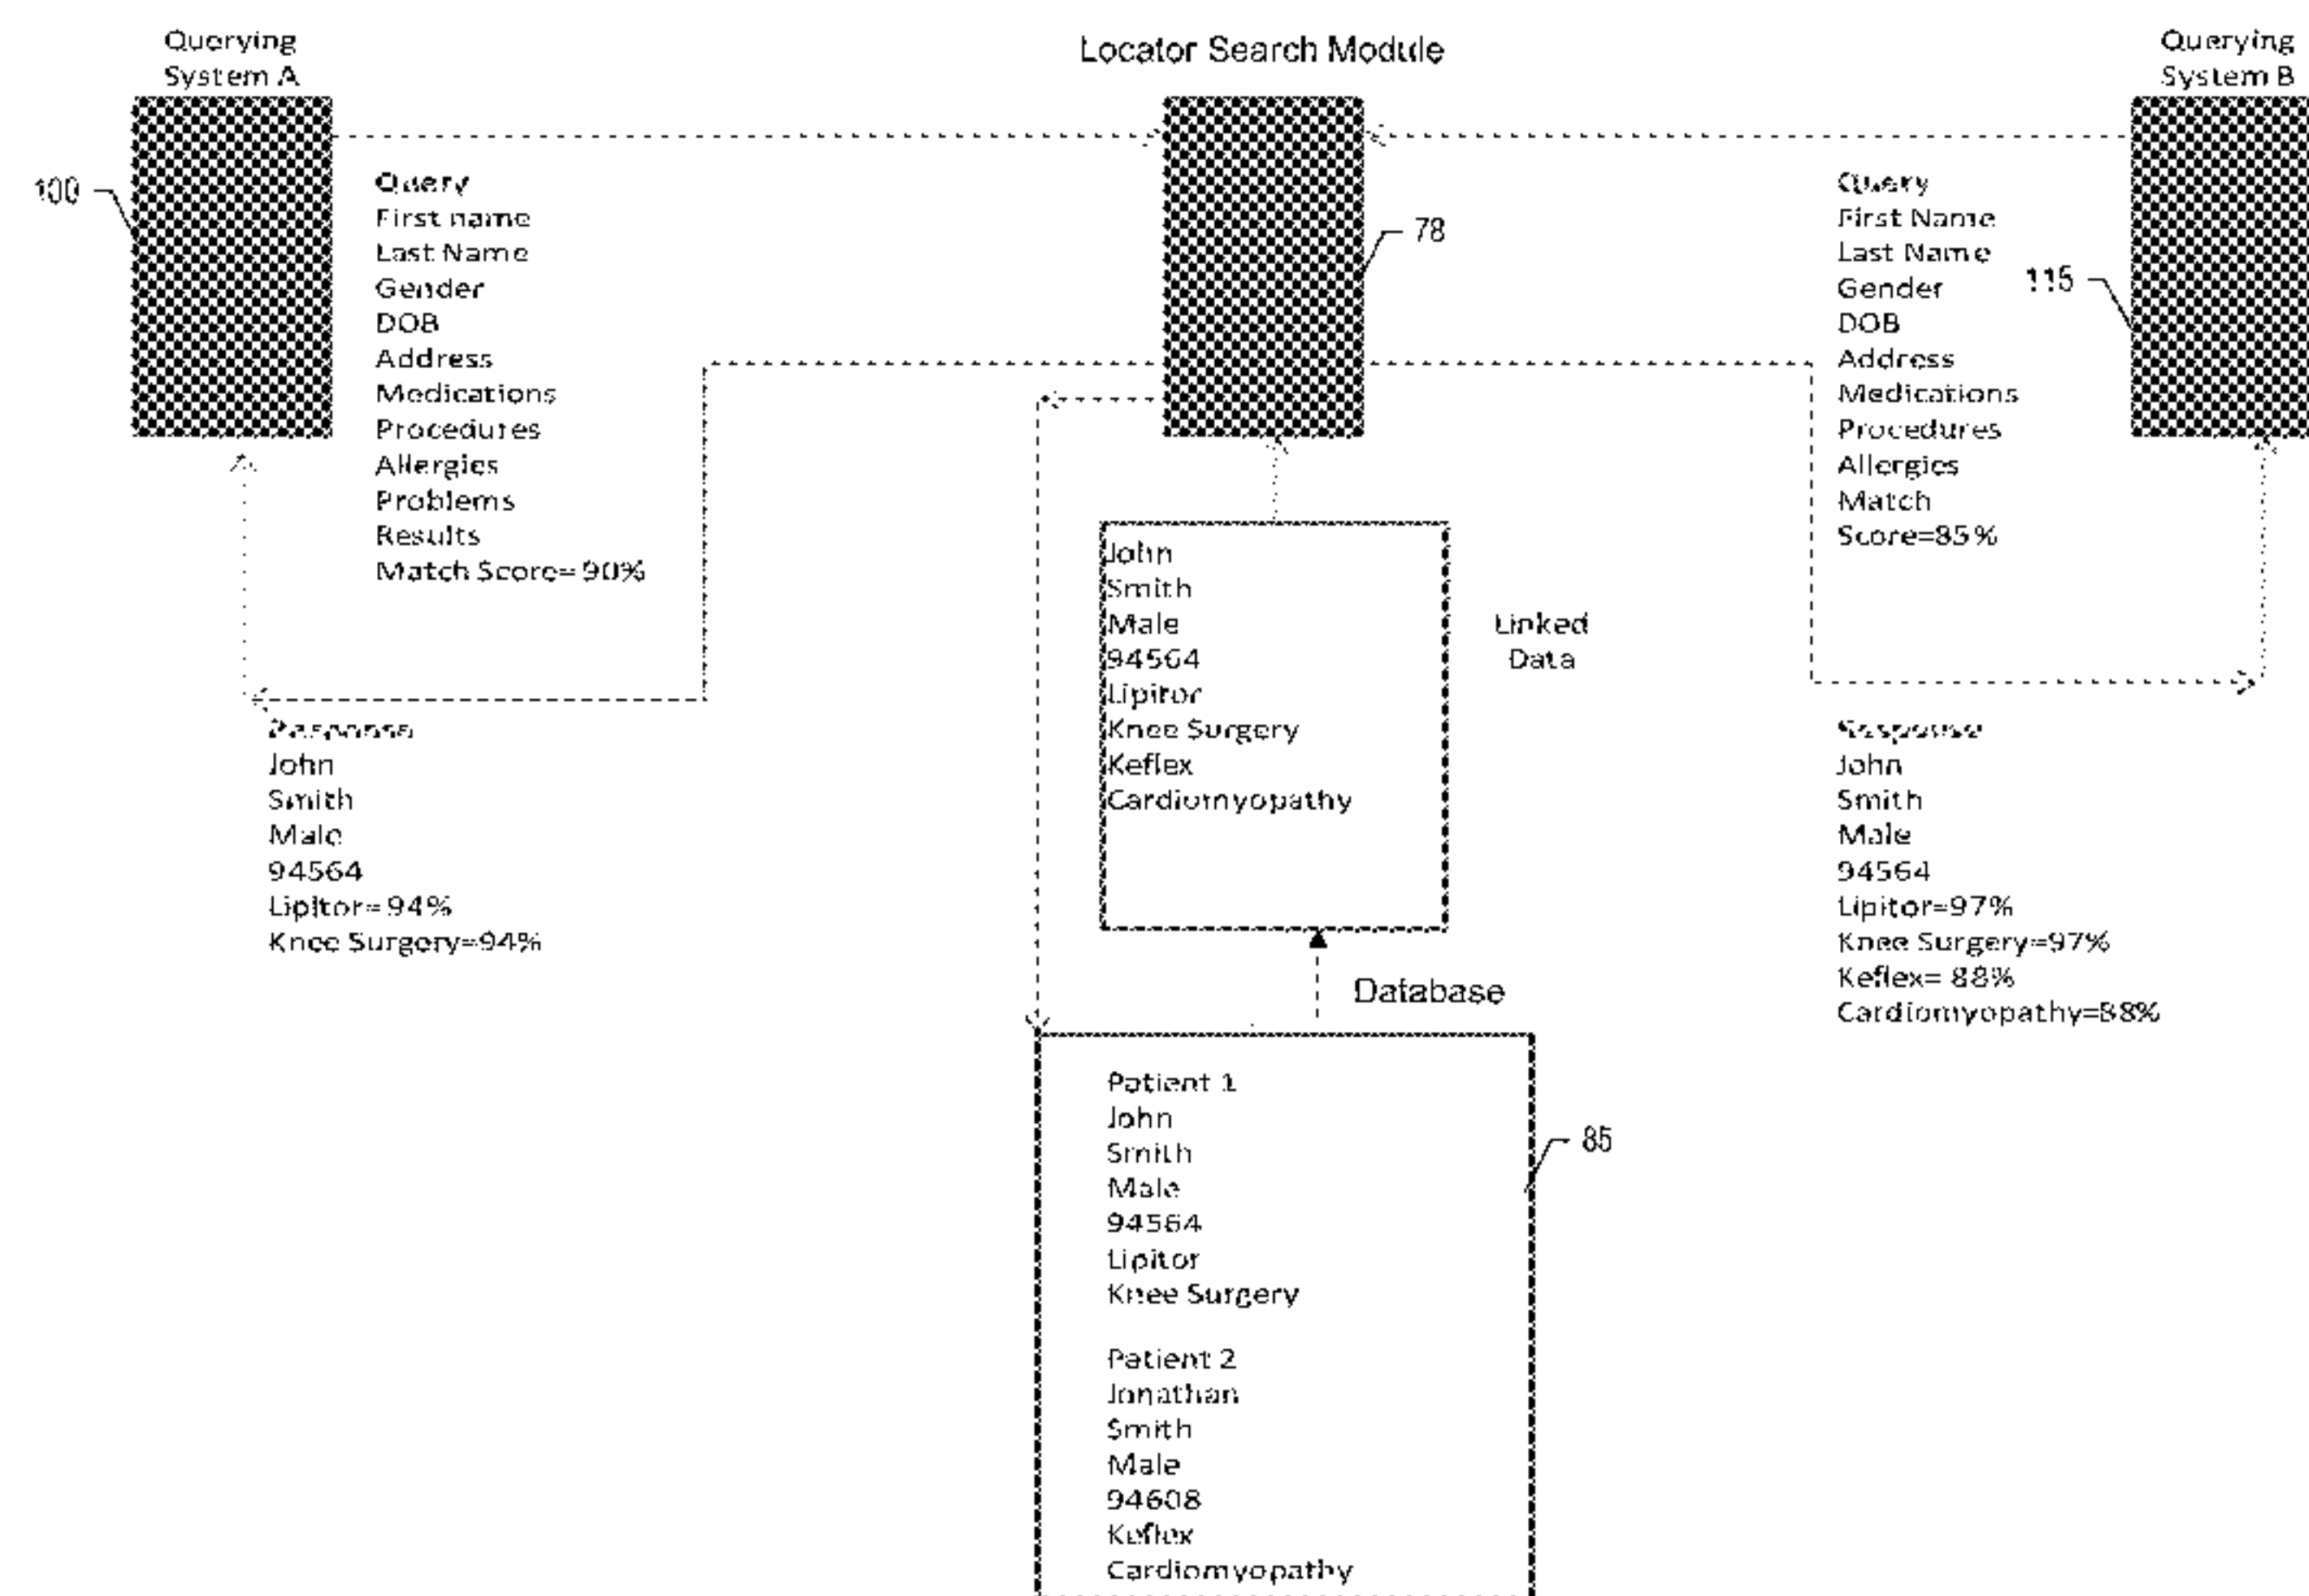 Querying
System A
Locator Search Module
Querying
System B
100
Query
First name
Last Name
Gender
DOB
Address
Medications
Procedures
Allergies
Problems
Results
Match Score= 90%
78
Query
First Name
Last Name
Gender
DOB
Address
Medications
Procedures
Allergies
Match
Score=85%
115
John
Smith
Male
94564
Lipitor
Knee Surgery
Keflex
Cardiomyopathy
Linked
Data
Response
John
Smith
Male
94564
Lipitor=94%
Knee Surgery=94%
Response
John
Smith
Male
94564
Lipitor=97%
Knee Surgery=97%
Keflex= 88%
Cardiomyopathy=88%
Database
Patient 1
John
Smith
Male
94564
Lipitor
Knee Surgery
Patient 2
Jonathan
Smith
Male
94608
Keflex
Cardiomyopathy
85